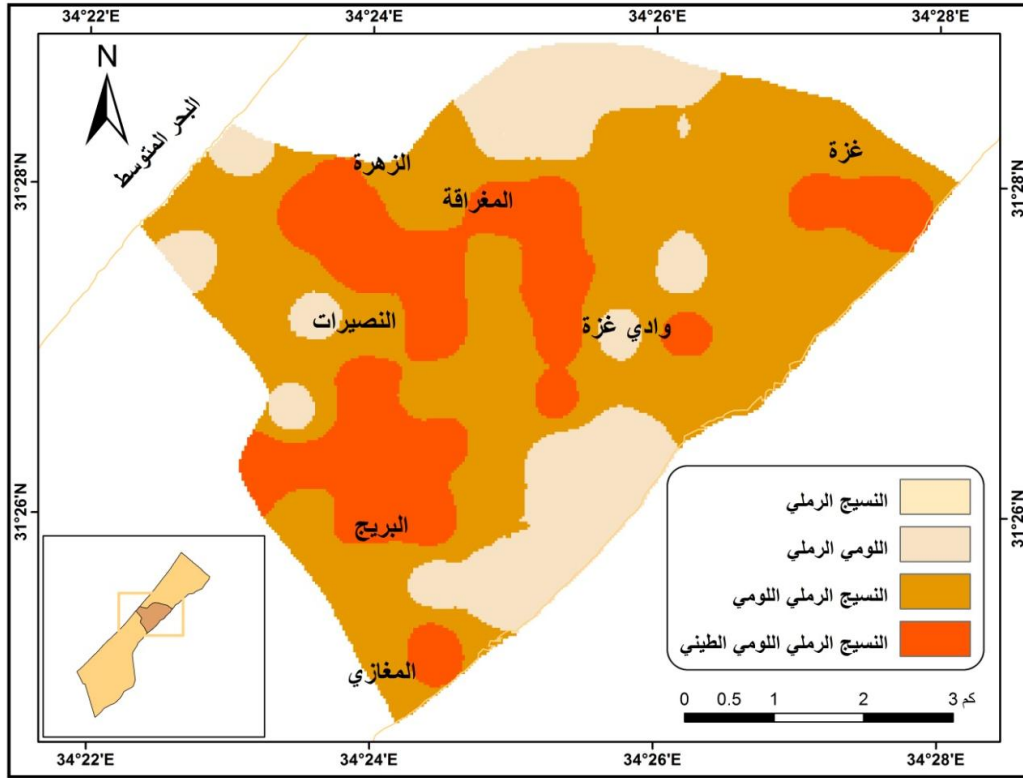 34°22'E 34°24'E 34°26'E 34°28'E
N
البحر المتوسط
31°28'N 31°28'N
غزة
الزهرة
المغراقة
النصيرات
وادي غزة
31°26'N 31°26'N
البريج
المغازي
النسيج الرملي
اللومي الرملي
النسيج الرملي اللومي
النسيج الرملي اللومي الطيني
0 0.5 1 2 3 كم
34°22'E 34°24'E 34°26'E 34°28'E